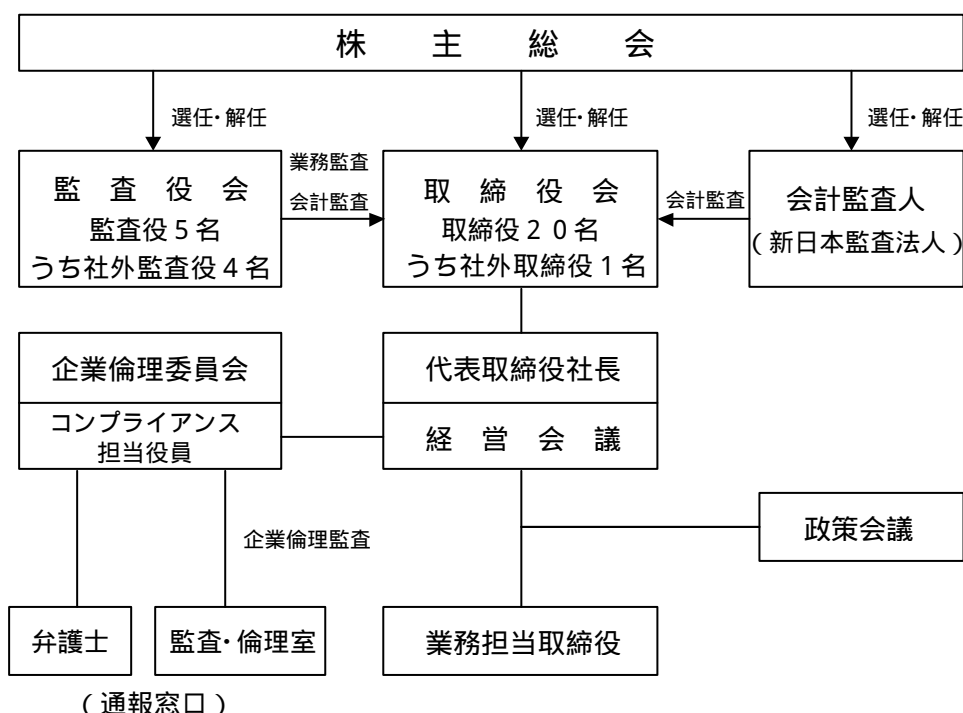 株 主 総 会
選任・解任
選任・解任
選任・解任
監 査 役 会
監査役5名
うち社外監査役4名
業務監査
会計監査
取 締 役 会
取締役20名
うち社外取締役1名
会計監査
会計監査人
(新日本監査法人)
企業倫理委員会
コンプライアンス
担当役員
代表取締役社長
経 営 会 議
企業倫理監査
政策会議
弁護士
監査・倫理室
業務担当取締役
(通報窓口)